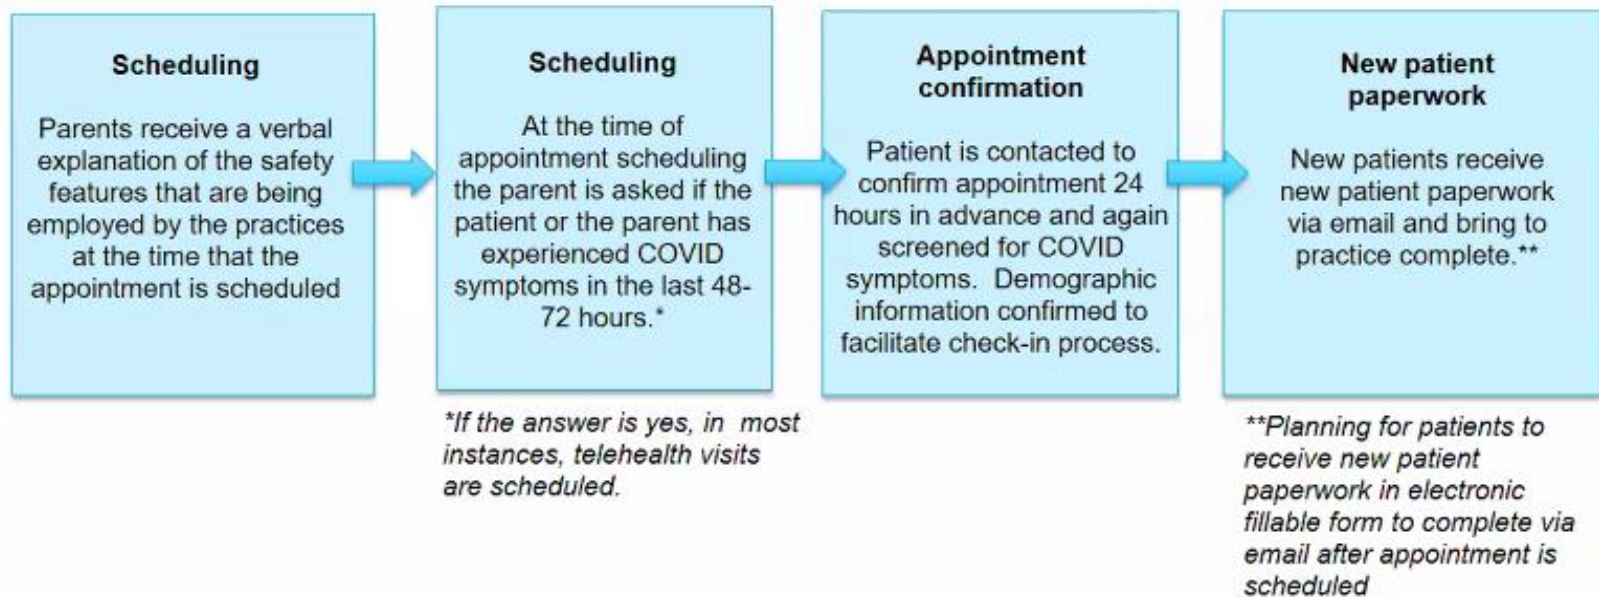 Scheduling
Parents receive a verbal
explanation of the safety
features that are being
employed by the practices
at the time that the
appointment is scheduled
Scheduling
At the time of
appointment scheduling
the parent is asked if the
patient or the parent has
experienced COVID
symptoms in the last 48-
72 hours.*
*If the answer is yes, in  most
instances, telehealth visits
are scheduled.
Appointment
confirmation
Patient is contacted to
confirm appointment 24
hours in advance and again
screened for COVID
symptoms.  Demographic
information confirmed to
facilitate check-in process.
New patient
paperwork
New patients receive
new patient paperwork
via email and bring to
practice complete.**
**Planning for patients to
receive new patient
paperwork in electronic
fillable form to complete via
email after appointment is
scheduled